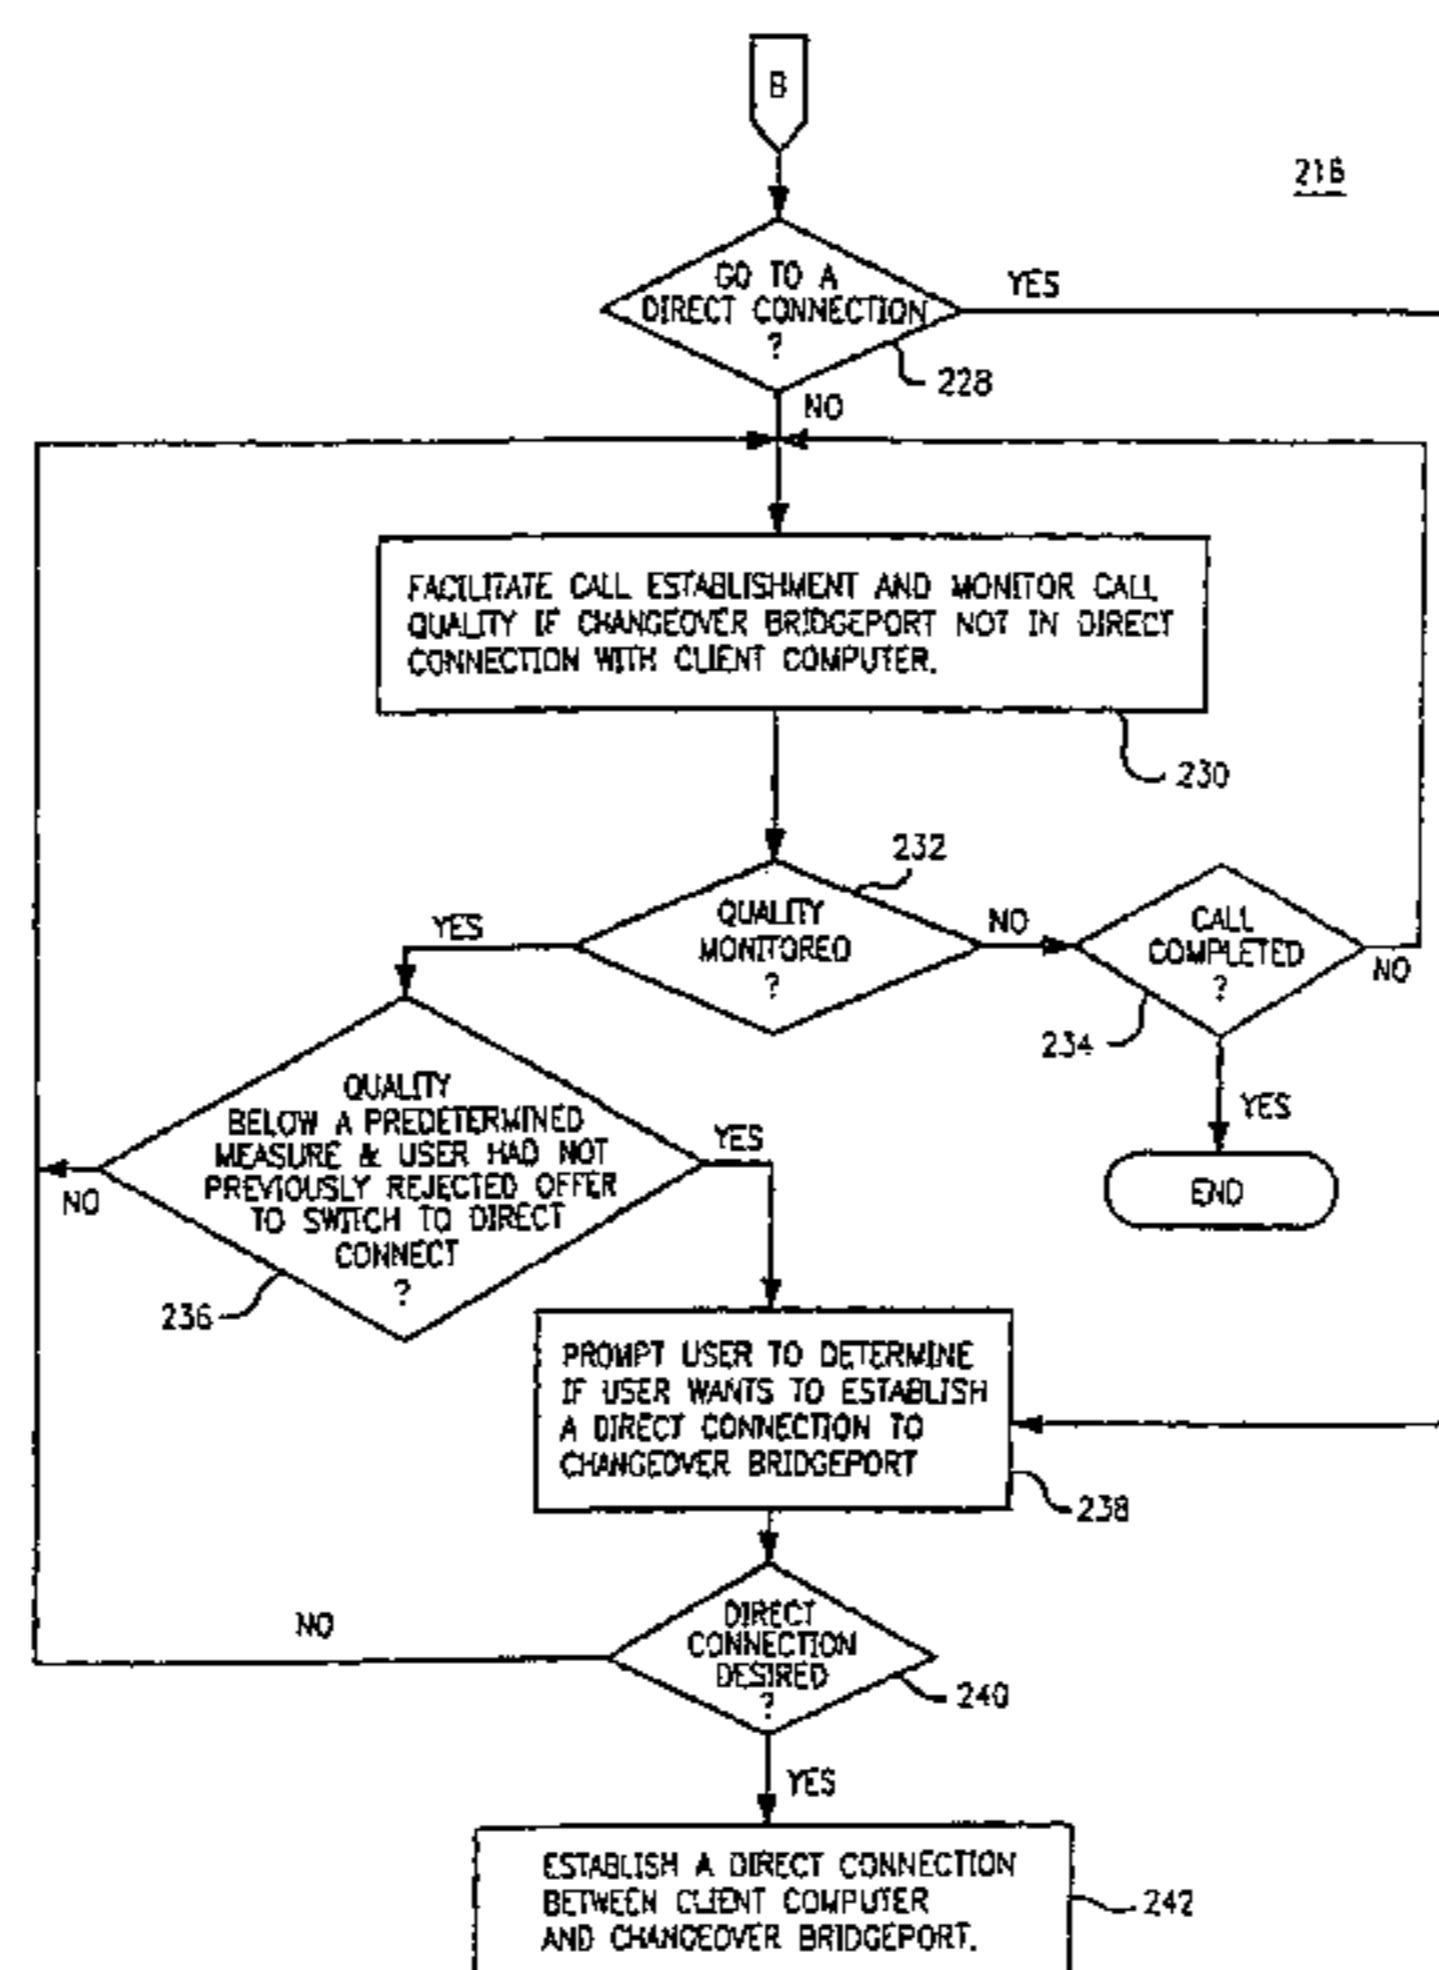 B
216
GO TO A
DIRECT CONNECTION
?
YES
228
NO
FACILITATE CALL ESTABLISHMENT AND MONITOR CALL
QUALITY IF CHANGEOVER BRIDGEPORT NOT IN DIRECT
CONNECTION WITH CLIENT COMPUTER.
230
232
QUALITY
MONITORED
?
YES
NO
CALL
COMPLETED
?
NO
234
YES
END
QUALITY
BELOW A PREDETERMINED
MEASURE & USER HAD NOT
PREVIOUSLY REJECTED OFFER
TO SWITCH TO DIRECT
CONNECT
?
YES
NO
236
PROMPT USER TO DETERMINE
IF USER WANTS TO ESTABLISH
A DIRECT CONNECTION TO
CHANGEOVER BRIDGEPORT
238
DIRECT
CONNECTION
DESIRED
?
NO
240
YES
ESTABLISH A DIRECT CONNECTION
BETWEEN CLIENT COMPUTER
AND CHANGEOVER BRIDGEPORT.
242